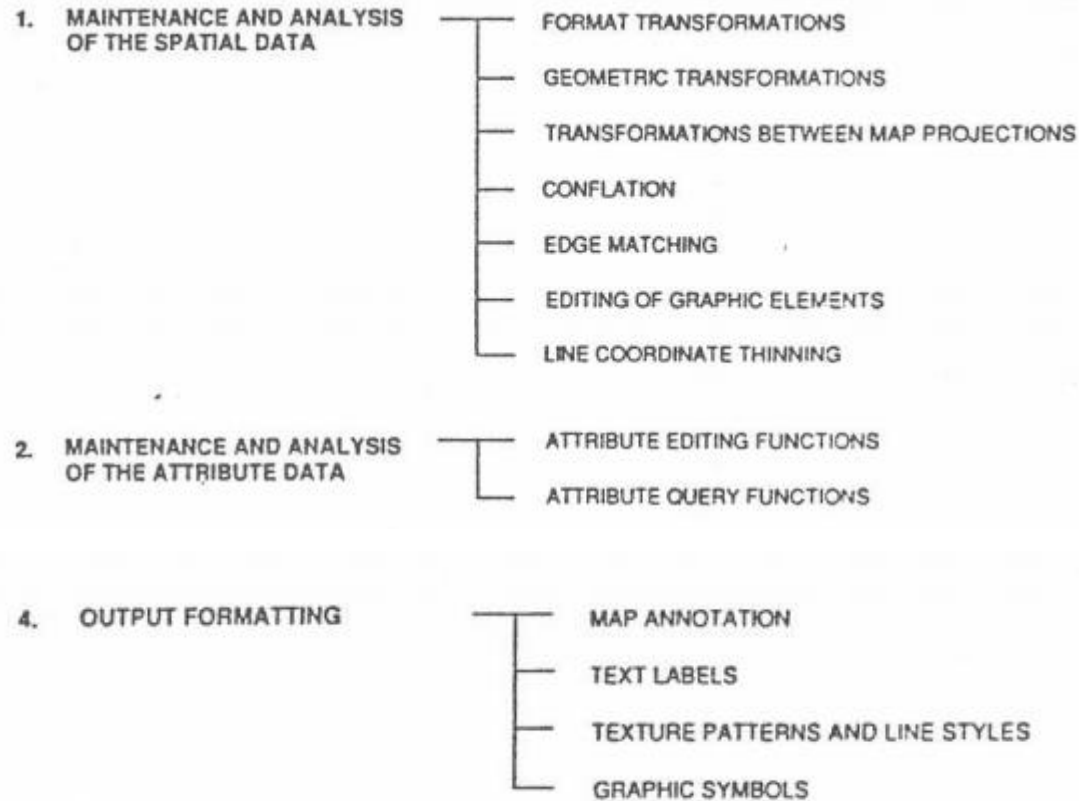 1. MAINTENANCE AND ANALYSIS
OF THE SPATIAL DATA
FORMAT TRANSFORMATIONS
GEOMETRIC TRANSFORMATIONS
TRANSFORMATIONS BETWEEN MAP PROJECTIONS
CONFLATION
EDGE MATCHING
EDITING OF GRAPHIC ELEMENTS
LINE COORDINATE THINNING
2. MAINTENANCE AND ANALYSIS
OF THE ATTRIBUTE DATA
ATTRIBUTE EDITING FUNCTIONS
ATTRIBUTE QUERY FUNCTIONS
4. OUTPUT FORMATTING
MAP ANNOTATION
TEXT LABELS
TEXTURE PATTERNS AND LINE STYLES
GRAPHIC SYMBOLS